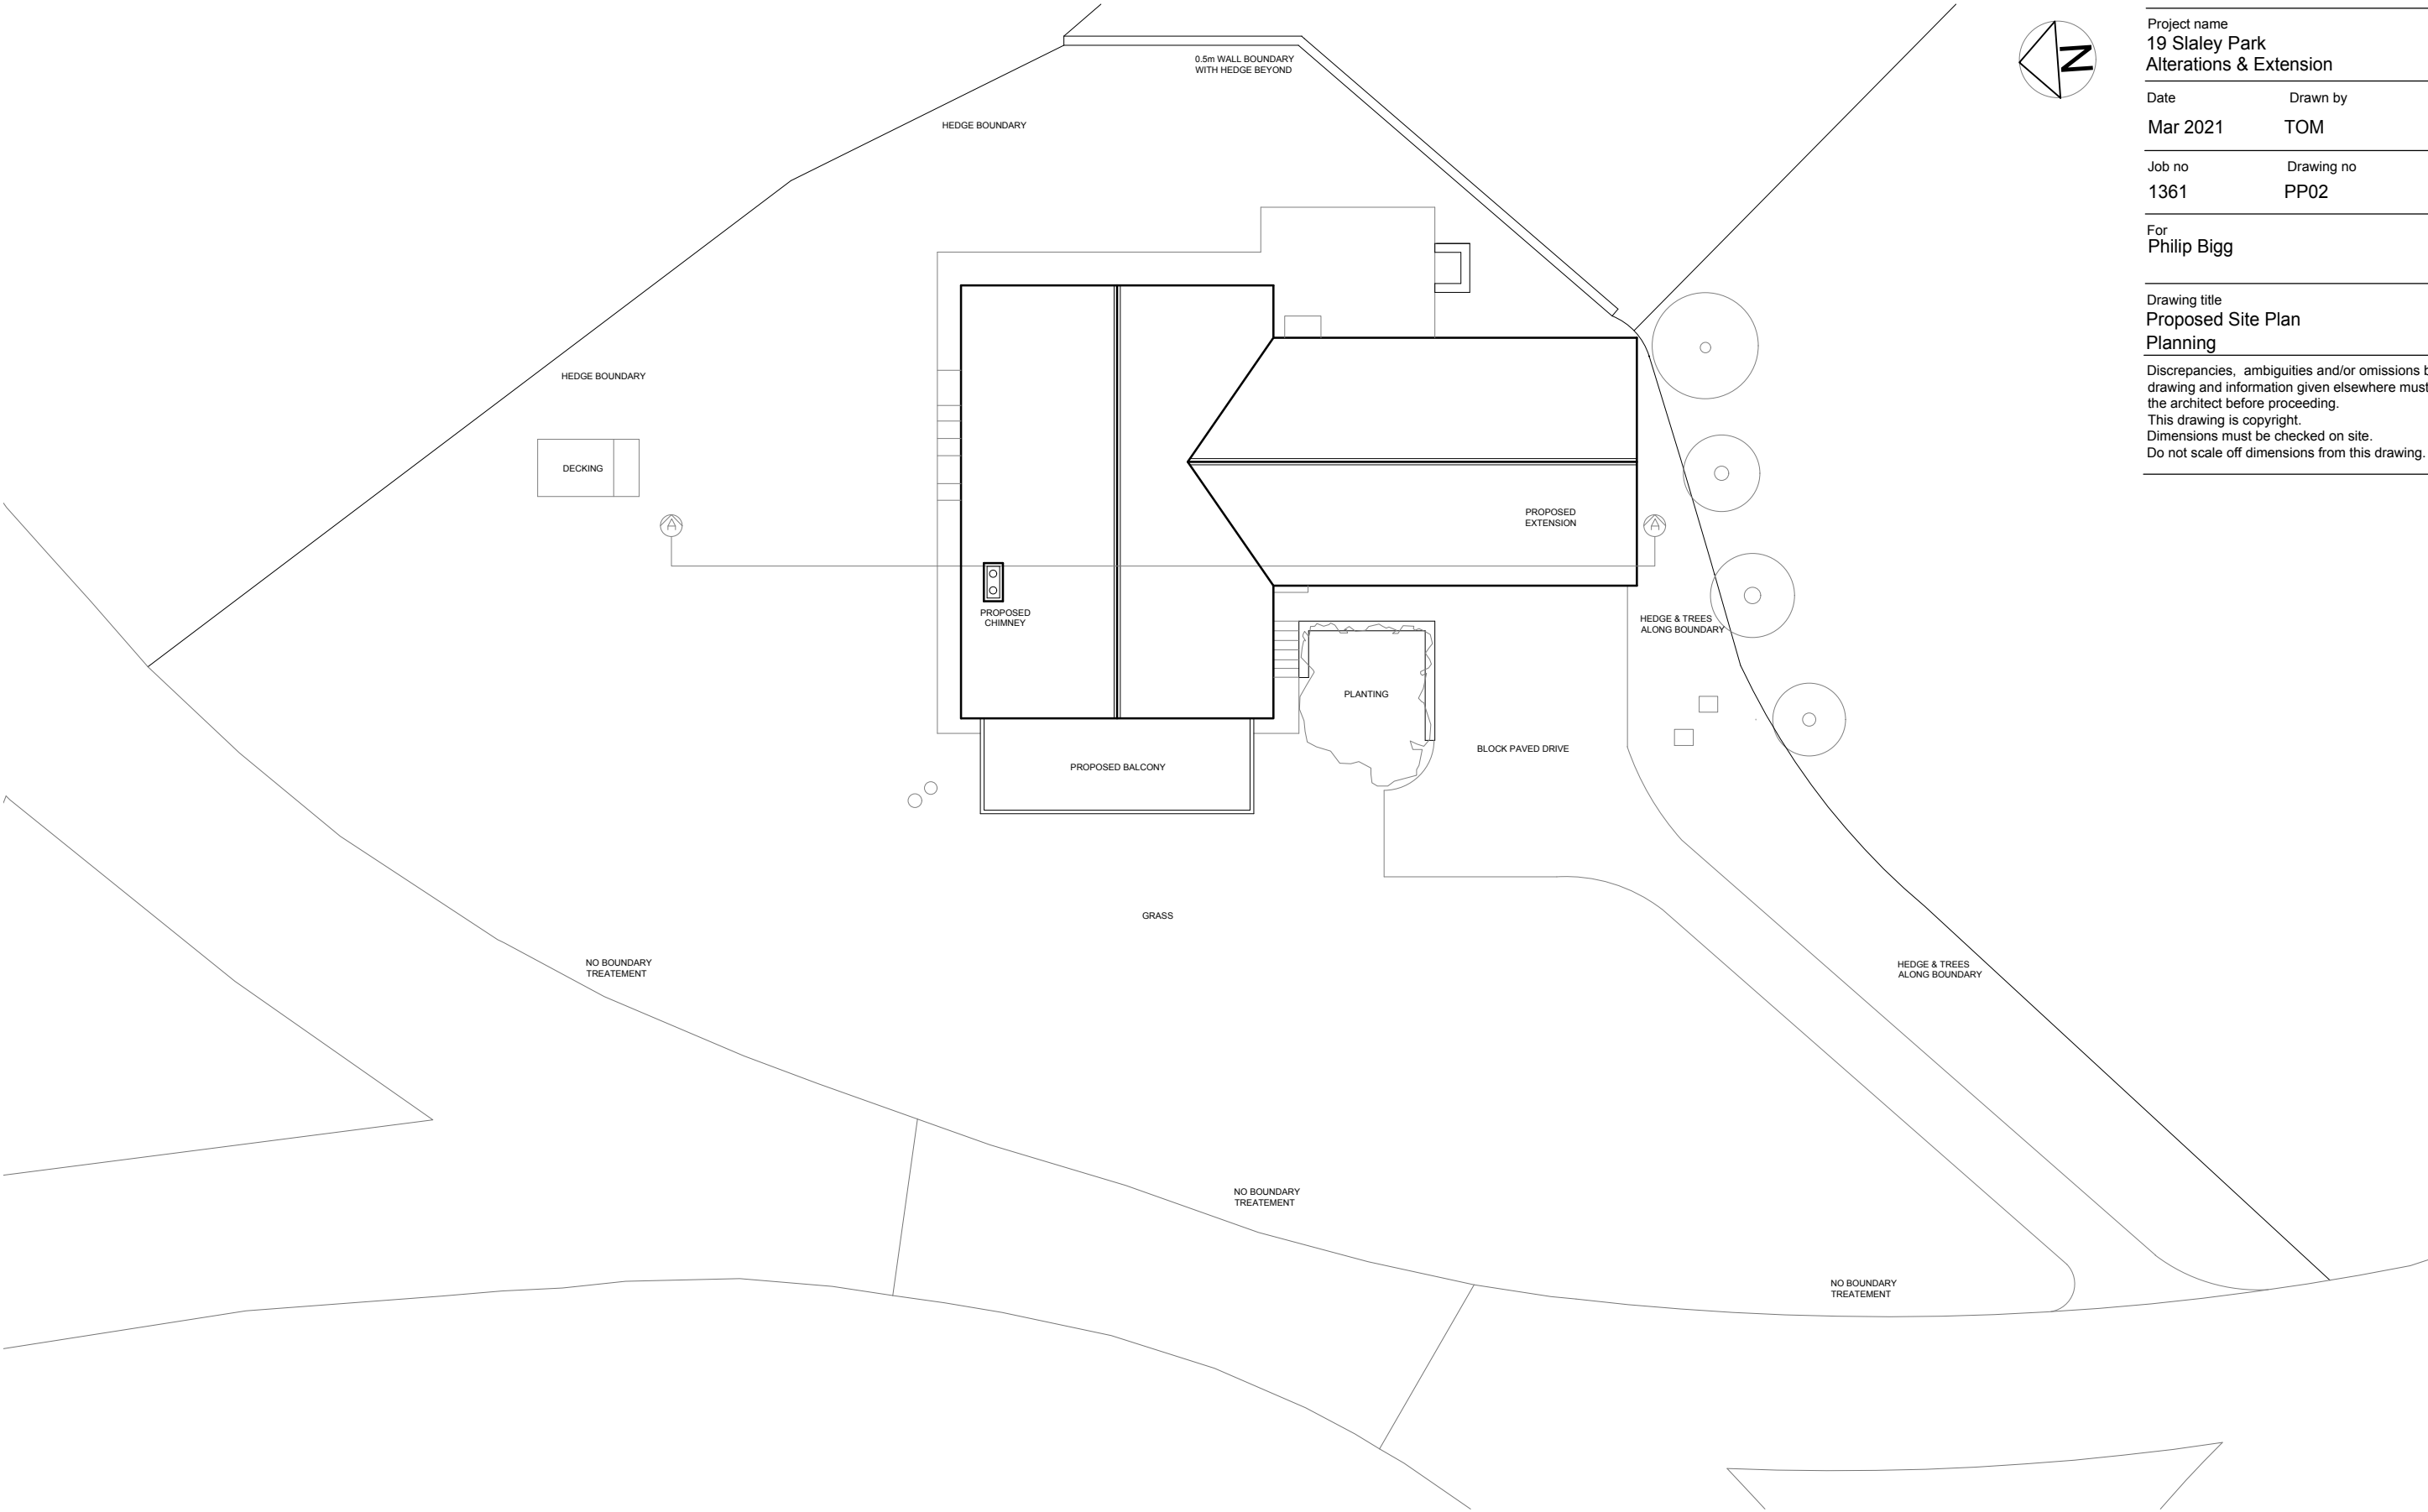 0.5m WALL BOUNDARY
WITH HEDGE BEYOND
HEDGE BOUNDARY
HEDGE BOUNDARY
DECKING
A
A
PROPOSED
EXTENSION
PROPOSED
CHIMNEY
HEDGE & TREES
ALONG BOUNDARY
PLANTING
BLOCK PAVED DRIVE
PROPOSED BALCONY
GRASS
NO BOUNDARY
TREATEMENT
HEDGE & TREES
ALONG BOUNDARY
NO BOUNDARY
TREATEMENT
NO BOUNDARY
TREATEMENT
N
Project name
19 Slaley Park
Alterations & Extension
Date Drawn by
Mar 2021 TOM
Job no Drawing no
1361 PP02
For
Philip Bigg
Drawing title
Proposed Site Plan
Planning
Discrepancies, ambiguities and/or omissions
drawing and information given elsewhere must
the architect before proceeding.
This drawing is copyright.
Dimensions must be checked on site.
Do not scale off dimensions from this drawing.